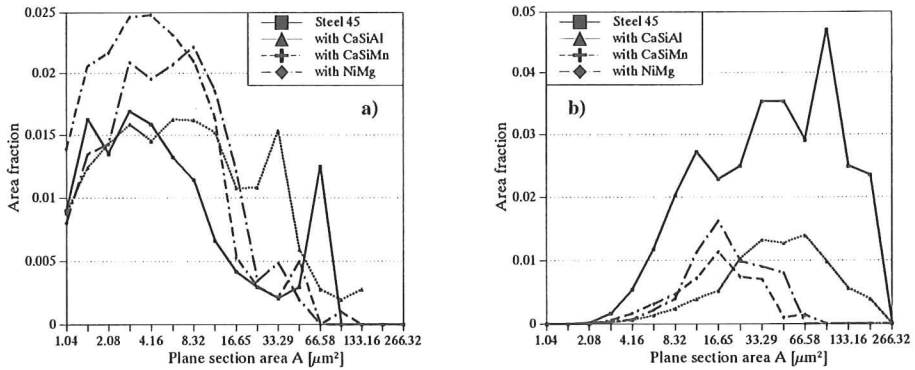 Steel 45
with CaSiAl
with CaSiMn
with NiMg
a)
Area fraction
0.025
0.02
0.015
0.01
0.005
0
1.04 2.08 4.16 8.32 16.65 33.29 66.58 133.16 266.32
Plane section area A [μm²]
Steel 45
with CaSiAl
with CaSiMn
with NiMg
b)
Area fraction
0.05
0.04
0.03
0.02
0.01
0
1.04 2.08 4.16 8.32 16.65 33.29 66.58 133.16 266.32
Plane section area A [μm²]